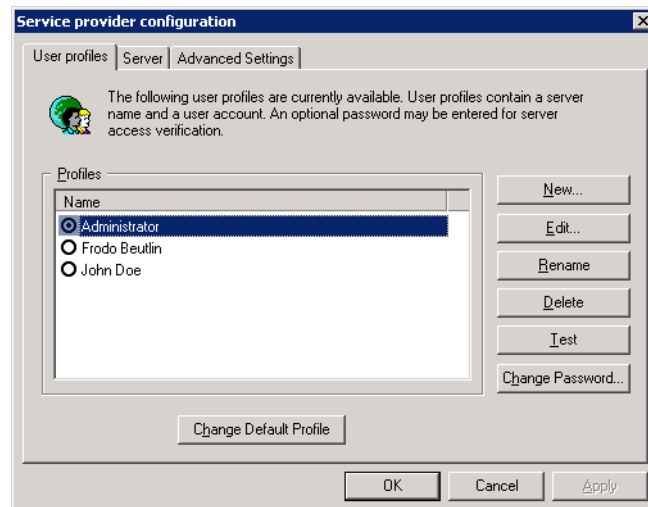 Service provider configuration
User profiles
Server
Advanced Settings
The following user profiles are currently available. User profiles contain a server
name and a user account. An optional password may be entered for server
access verification.
Profiles
Name
Administrator
Frodo Beutlin
John Doe
New...
Edit...
Rename
Delete
Test
Change Password...
Change Default Profile
OK
Cancel
Apply